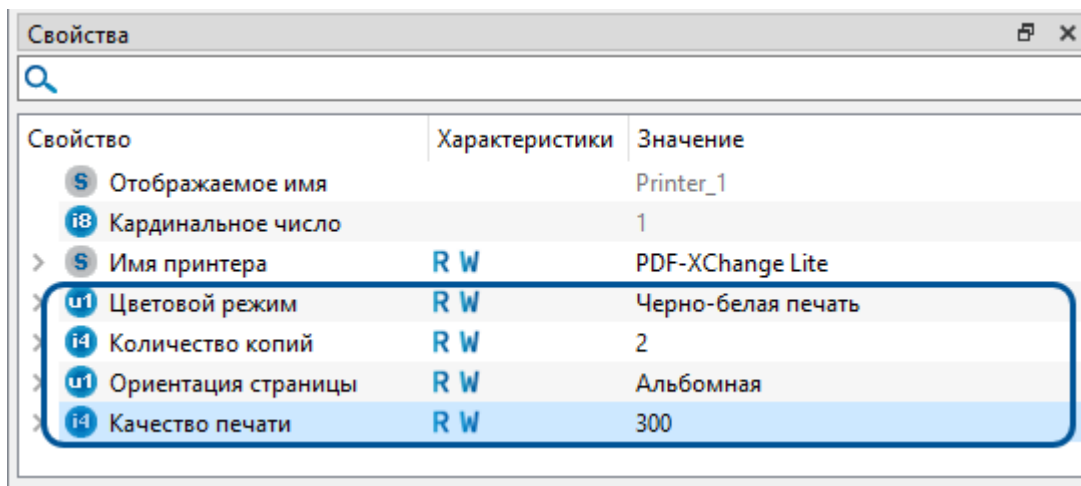 Свойства
Свойство Характеристики Значение
S Отображаемое имя Printer_1
i8 Кардинальное число 1
S Имя принтера R W PDF-XChange Lite
u1 Цветовой режим R W Черно-белая печать
i4 Количество копий R W 2
u1 Ориентация страницы R W Альбомная
i4 Качество печати R W 300